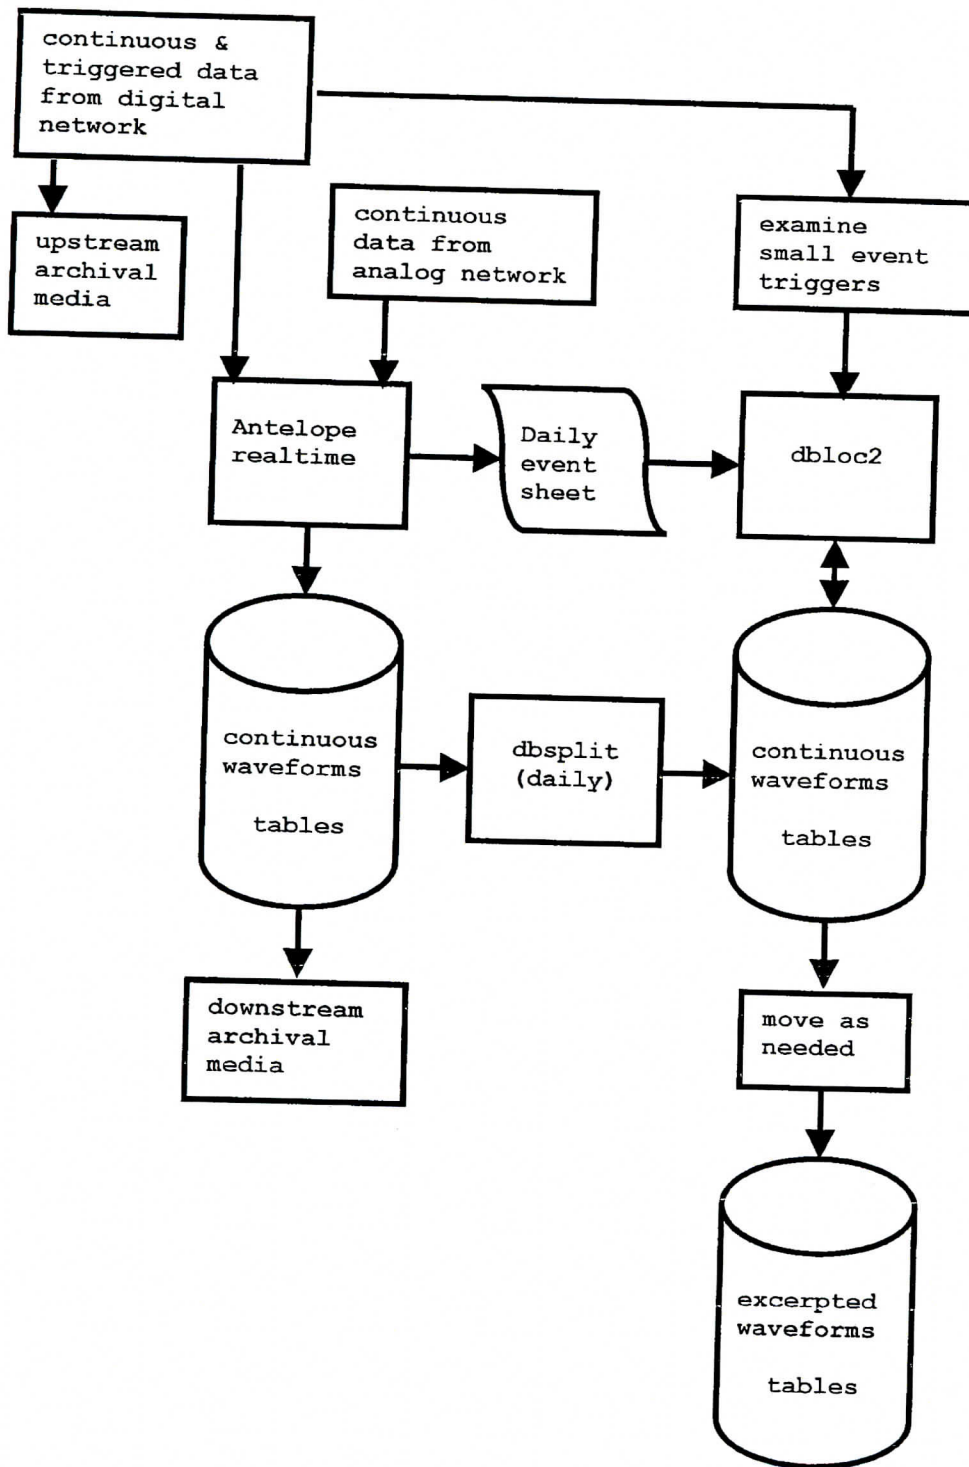 continuous &
triggered data
from digital
network
upstream
archival
media
continuous
data from
analog network
examine
small event
triggers
Antelope
realtime
Daily
event
sheet
dbloc2
continuous
waveforms
tables
dbsplit
(daily)
continuous
waveforms
tables
downstream
archival
media
move as
needed
excerpted
waveforms
tables